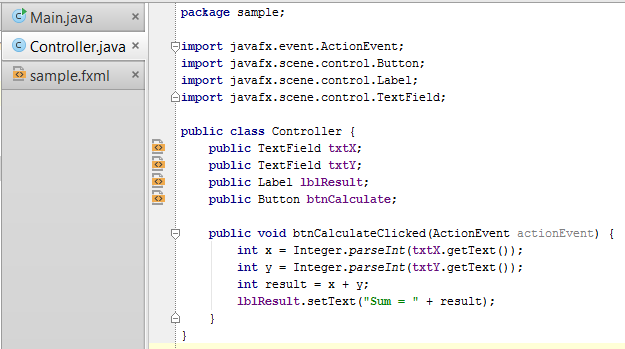 Main.java
Controller.java
sample.fxml
package sample;
import javafx.event.ActionEvent;
import javafx.scene.control.Button;
import javafx.scene.control.Label;
import javafx.scene.control.TextField;
public class Controller {
public TextField txtX;
public TextField txtY;
public Label lblResult;
public Button btnCalculate;
public void btnCalculateClicked(ActionEvent actionEvent) {
int x = Integer.parseInt(txtX.getText());
int y = Integer.parseInt(txtY.getText());
int result = x + y;
lblResult.setText("Sum = " + result);
}
}